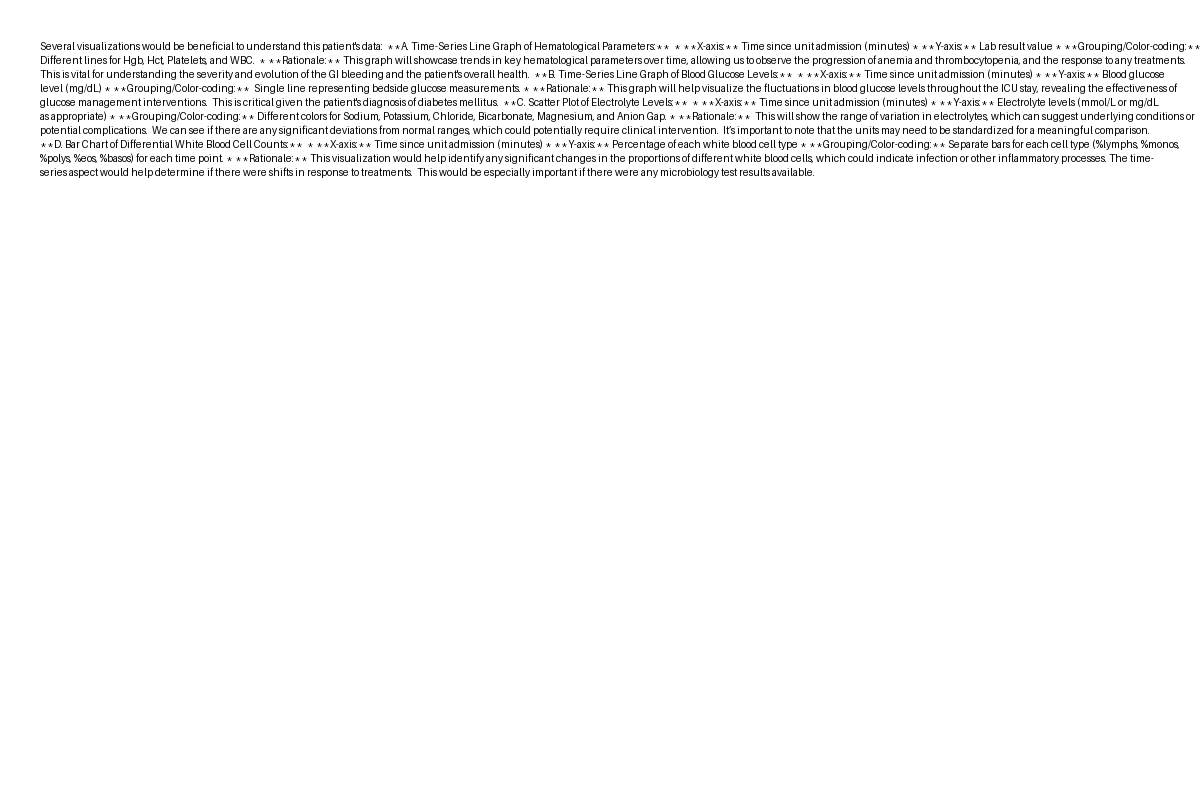 Several visualizations would be beneficial to understand this patient's data:  **A. Time-Series Line Graph of Hematological Parameters:**  * **X-axis:** Time since unit admission (minutes) * **Y-axis:** Lab result value * **Grouping/Color-coding:**
Different lines for Hgb, Hct, Platelets, and WBC.  * **Rationale:** This graph will showcase trends in key hematological parameters over time, allowing us to observe the progression of anemia and thrombocytopenia, and the response to any treatments.
This is vital for understanding the severity and evolution of the GI bleeding and the patient's overall health.  **B. Time-Series Line Graph of Blood Glucose Levels:**  * **X-axis:** Time since unit admission (minutes) * **Y-axis:** Blood glucose
level (mg/dL) * **Grouping/Color-coding:**  Single line representing bedside glucose measurements. * **Rationale:** This graph will help visualize the fluctuations in blood glucose levels throughout the ICU stay, revealing the effectiveness of
glucose management interventions.  This is critical given the patient's diagnosis of diabetes mellitus.  **C. Scatter Plot of Electrolyte Levels:**  * **X-axis:** Time since unit admission (minutes) * **Y-axis:** Electrolyte levels (mmol/L or mg/dL
as appropriate) * **Grouping/Color-coding:** Different colors for Sodium, Potassium, Chloride, Bicarbonate, Magnesium, and Anion Gap. * **Rationale:**  This will show the range of variation in electrolytes, which can suggest underlying conditions or
potential complications.  We can see if there are any significant deviations from normal ranges, which could potentially require clinical intervention.  It's important to note that the units may need to be standardized for a meaningful comparison.
**D. Bar Chart of Differential White Blood Cell Counts:**  * **X-axis:** Time since unit admission (minutes) * **Y-axis:** Percentage of each white blood cell type * **Grouping/Color-coding:** Separate bars for each cell type (%lymphs, %monos,
%polys, %eos, %basos) for each time point. * **Rationale:** This visualization would help identify any significant changes in the proportions of different white blood cells, which could indicate infection or other inflammatory processes. The time-
series aspect would help determine if there were shifts in response to treatments.  This would be especially important if there were any microbiology test results available.